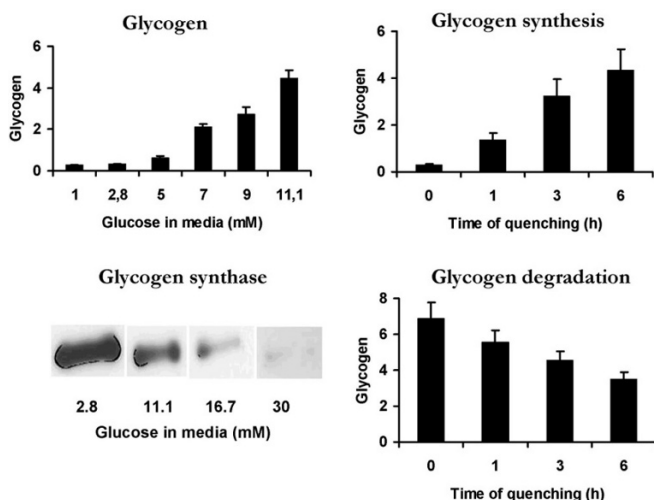 Glycogen
6
4
2
0
Glycogen
1 2,8 5 7 9 11,1
Glucose in media (mM)
Glycogen synthesis
6
4
2
0
Glycogen
0 1 3 6
Time of quenching (h)
Glycogen synthase
2.8 11.1 16.7 30
Glucose in media (mM)
Glycogen degradation
8
6
4
2
0
Glycogen
0 1 3 6
Time of quenching (h)